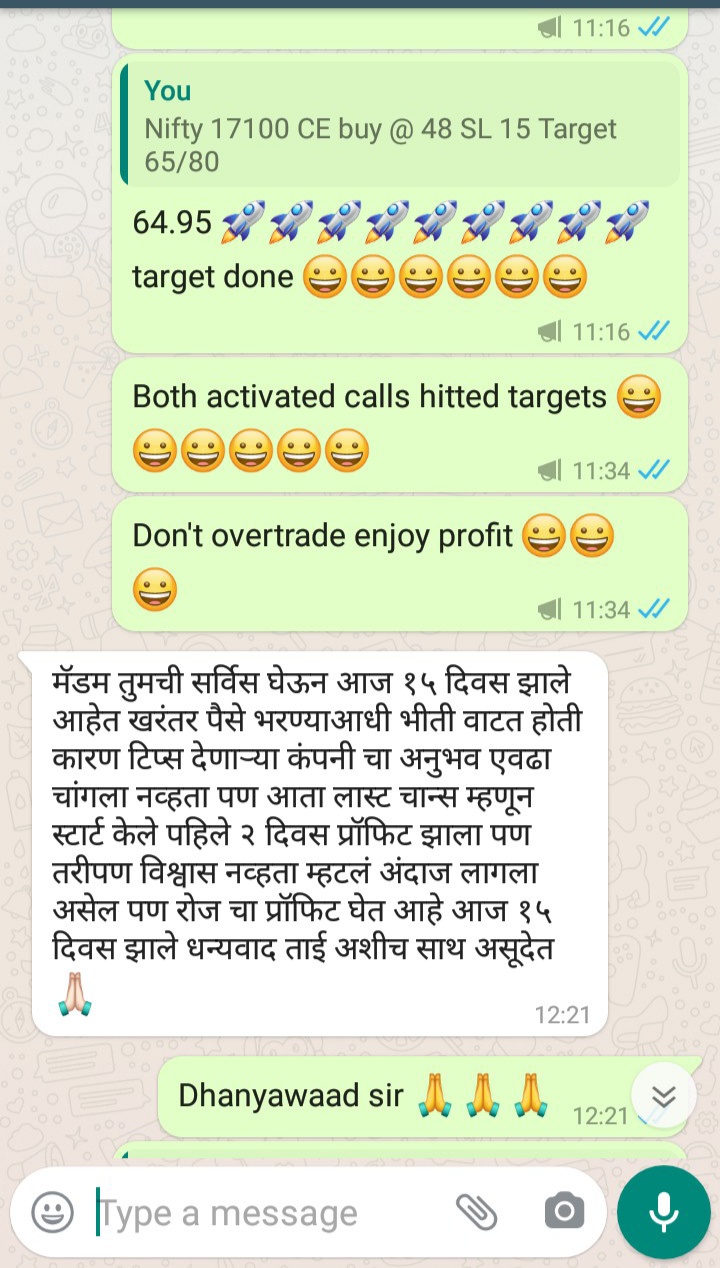 11:16
You
Nifty 17100 CE buy @ 48 SL 15 Target
65/80
64.95 🚀🚀🚀🚀🚀🚀🚀🚀🚀
target done 😀😀😀😀😀😀
11:16
Both activated calls hitted targets 😀
😀😀😀😀😀
11:34
Don't overtrade enjoy profit 😀😀
😀
11:34
मॅडम तुमची सर्विस घेऊन आज १५ दिवस झाले
आहेत खरंतर पैसे भरण्याआधी भीती वाटत होती
कारण टिप्स देणाऱ्या कंपनी चा अनुभव एवढा
चांगला नव्हता पण आता लास्ट चान्स म्हणून
स्टार्ट केले पहिले २ दिवस प्रॉफिट झाला पण
तरीपण विश्वास नव्हता म्हटलं अंदाज लागला
असेल पण रोज चा प्रॉफिट घेत आहे आज १५
दिवस झाले धन्यवाद ताई अशीच साथ असूदेत
🙏🏻
12:21
Dhanyawaad sir 🙏🙏🙏
12:21
Type a message